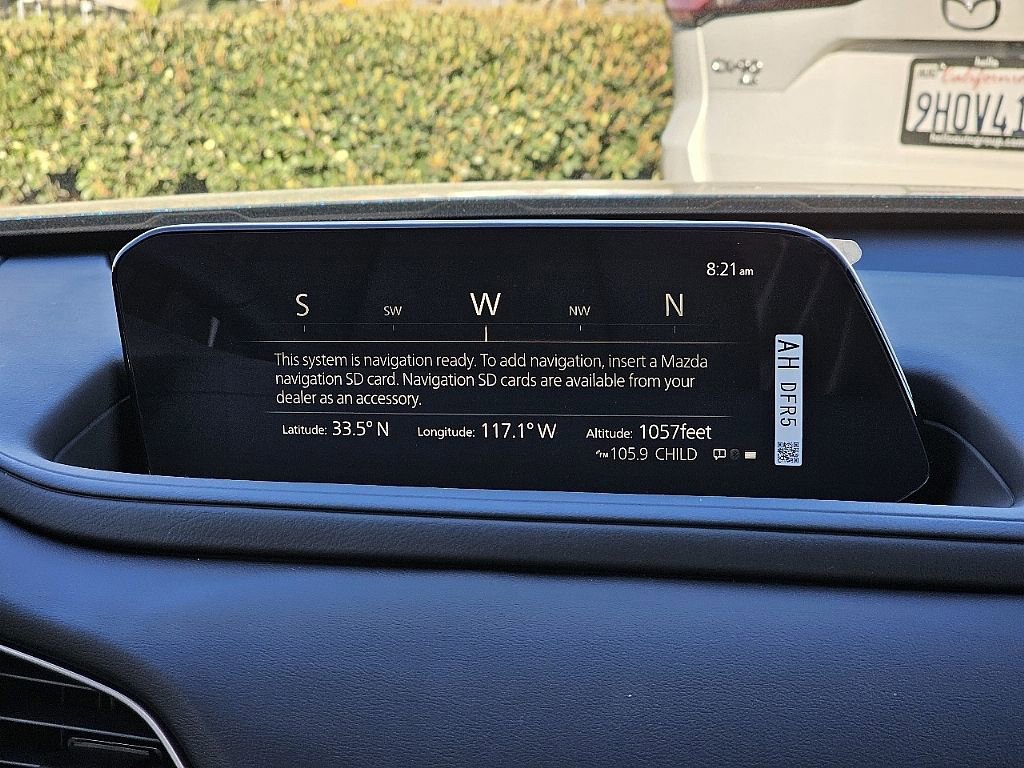 hello
California
9HOV41
8:21 am
S SW W NW N
This system is navigation ready. To add navigation, insert a Mazda
navigation SD card. Navigation SD cards are available from your
dealer as an accessory.
Latitude: 33.5° N Longitude: 117.1° W Altitude: 1057feet
105.9 CHILD
AH DFR5